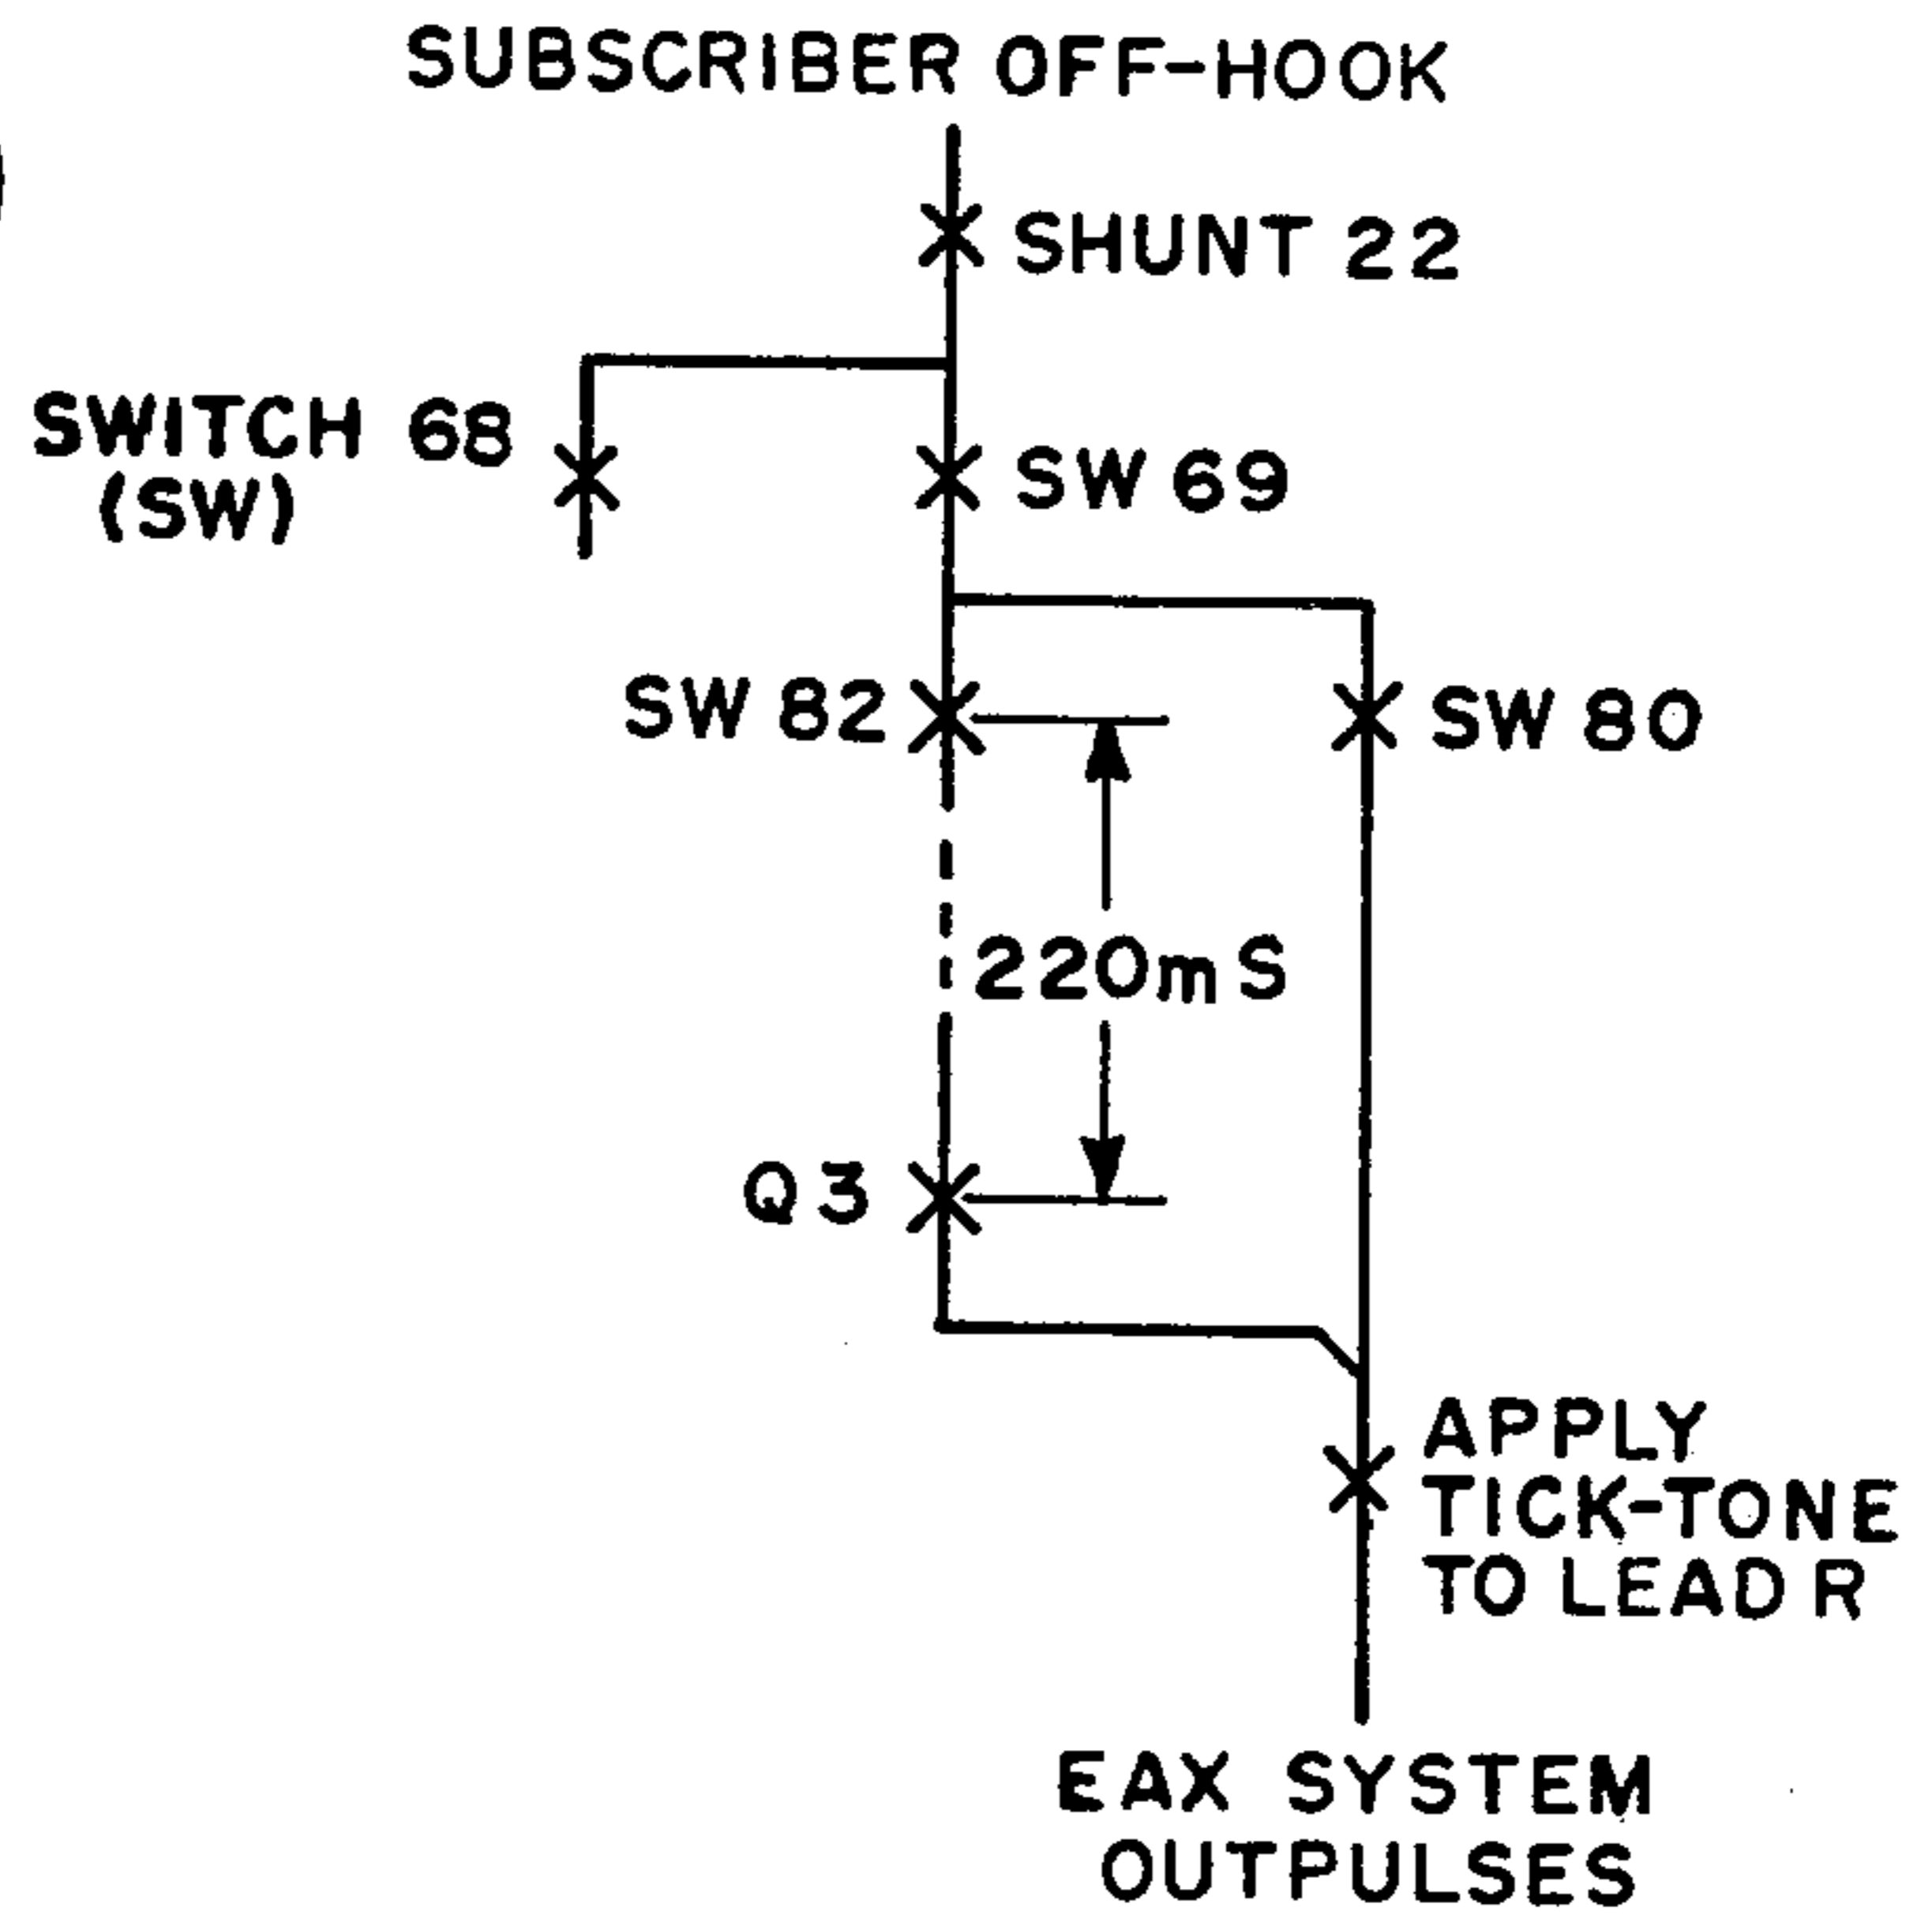 SUBSCRIBER OFF-HOOK
SHUNT 22
SWITCH 68
(SW)
SW 69
SW 82
SW 80
220mS
Q3
APPLY
TICK-TONE
TO LEAD R
EAX SYSTEM
OUTPULSES